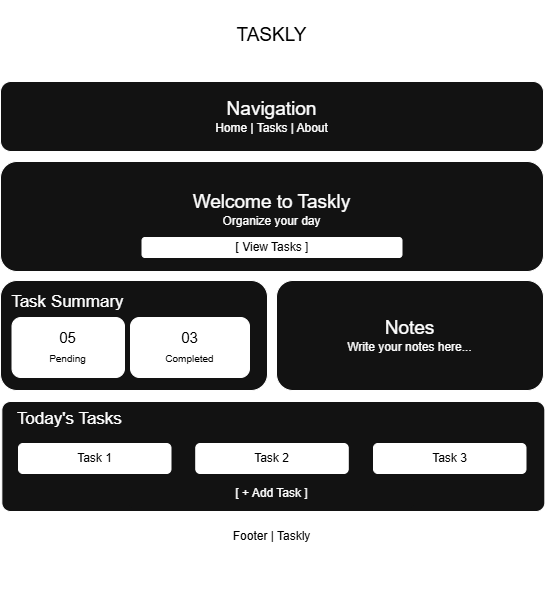 TASKLY
Navigation
Home | Tasks | About
Welcome to Taskly
Organize your day
[ View Tasks ]
Task Summary
05
Pending
03
Completed
Notes
Write your notes here...
Today's Tasks
Task 1
Task 2
Task 3
[ + Add Task ]
Footer | Taskly